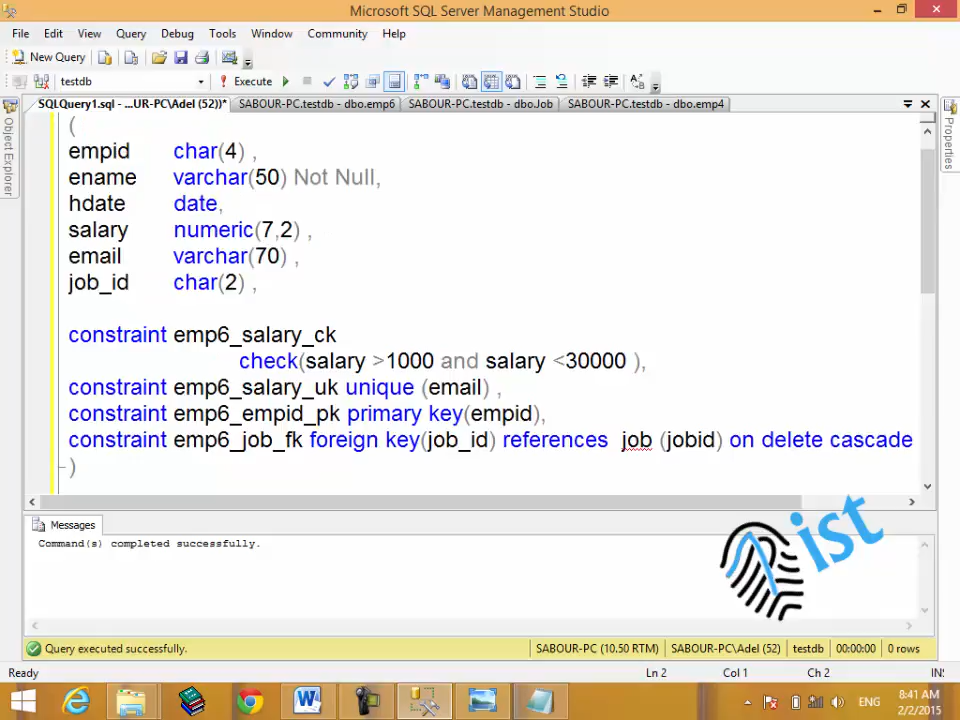 Microsoft SQL Server Management Studio
File Edit View Query Debug Tools Window Community Help
New Query
testdb Execute
SQLQuery1.sql - ...UR-PC\Adel (52))* SABOUR-PC.testdb - dbo.emp6 SABOUR-PC.testdb - dbo.Job SABOUR-PC.testdb - dbo.emp4
Object Explorer
Properties
(
empid char(4) ,
ename varchar(50) Not Null,
hdate date,
salary numeric(7,2) ,
email varchar(70) ,
job_id char(2) ,
constraint emp6_salary_ck
check(salary >1000 and salary <30000 ),
constraint emp6_salary_uk unique (email) ,
constraint emp6_empid_pk primary key(empid),
constraint emp6_job_fk foreign key(job_id) references job (jobid) on delete cascade
)
Messages
Command(s) completed successfully.
ist
Query executed successfully. SABOUR-PC (10.50 RTM) SABOUR-PC\Adel (52) testdb 00:00:00 0 rows
Ready Ln 2 Col 1 Ch 2 IN
ENG
8:41 AM
2/2/2015